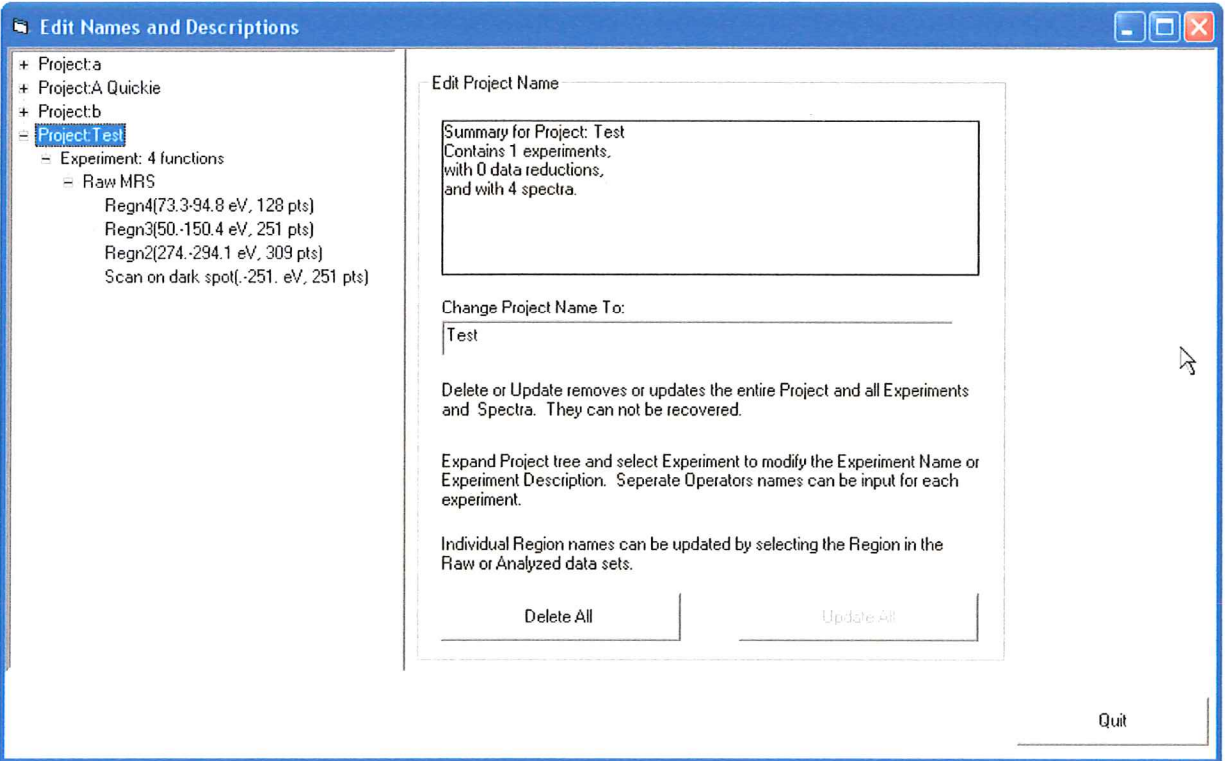 Edit Names and Descriptions
+ Project:a
+ Project:A Quickie
+ Project:b
- Project:Test
- Experiment: 4 functions
- Raw MRS
Regn4(73.3-94.8 eV, 128 pts)
Regn3(50.-150.4 eV, 251 pts)
Regn2(274.-294.1 eV, 309 pts)
Scan on dark spot(.-251. eV, 251 pts)
Edit Project Name
Summary for Project: Test
Contains 1 experiments,
with 0 data reductions,
and with 4 spectra.
Change Project Name To:
Test
Delete or Update removes or updates the entire Project and all Experiments
and Spectra. They can not be recovered.
Expand Project tree and select Experiment to modify the Experiment Name or
Experiment Description. Seperate Operators names can be input for each
experiment.
Individual Region names can be updated by selecting the Region in the
Raw or Analyzed data sets.
Delete All
Update All
Quit